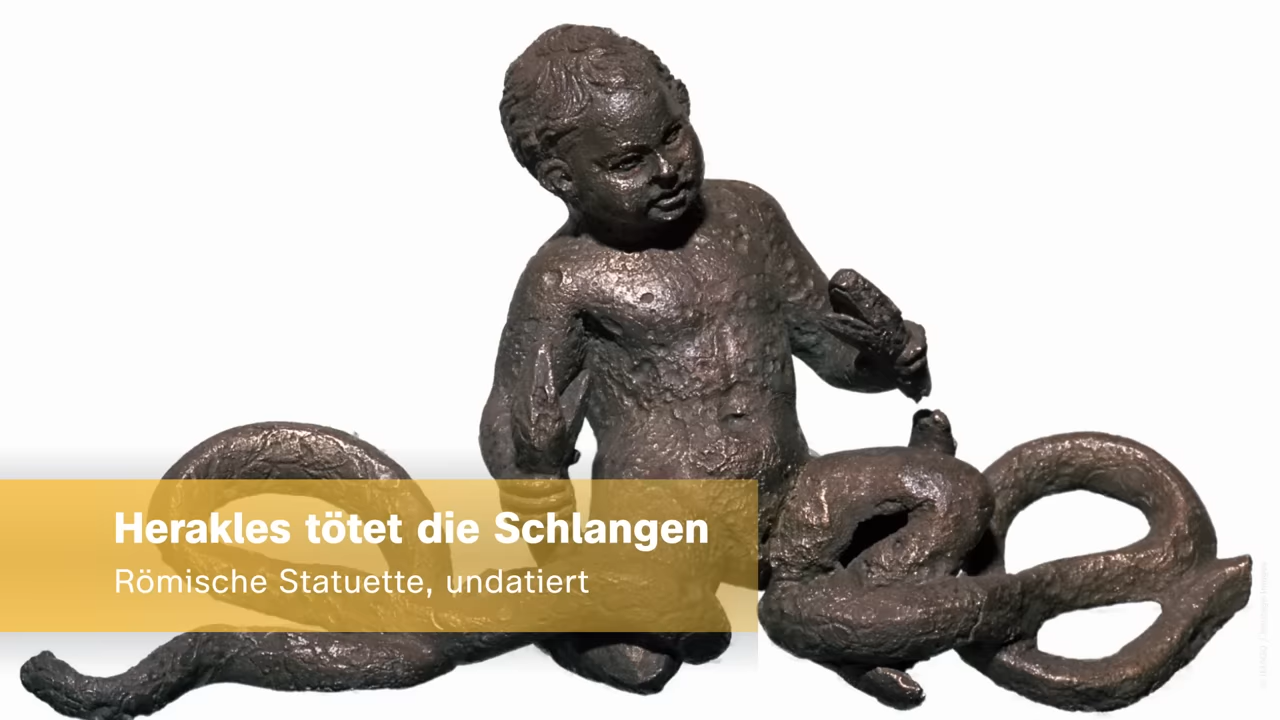 Herakles tötet die Schlangen
Römische Statuette, undatiert